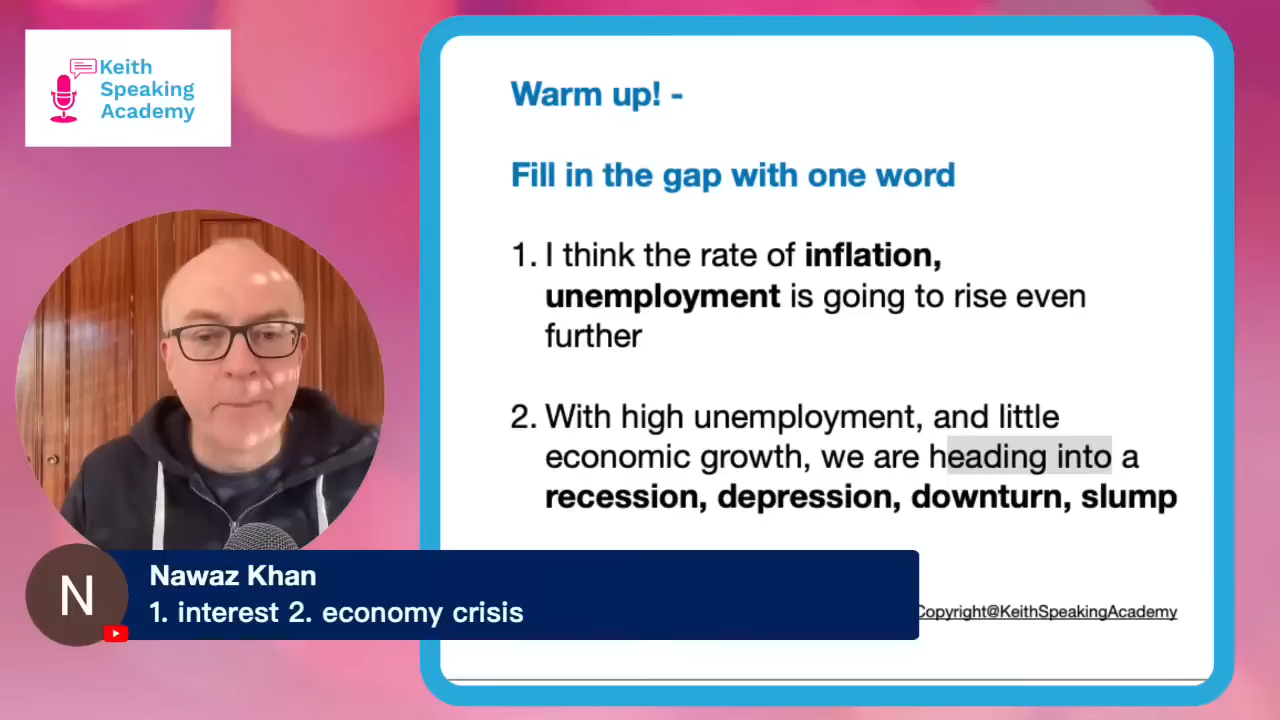 Keith
Speaking
Academy
Warm up! -
Fill in the gap with one word
1. I think the rate of inflation,
unemployment is going to rise even
further
2. With high unemployment, and little
economic growth, we are heading into a
recession, depression, downturn, slump
N
Nawaz Khan
1. interest 2. economy crisis
Copyright@KeithSpeakingAcademy